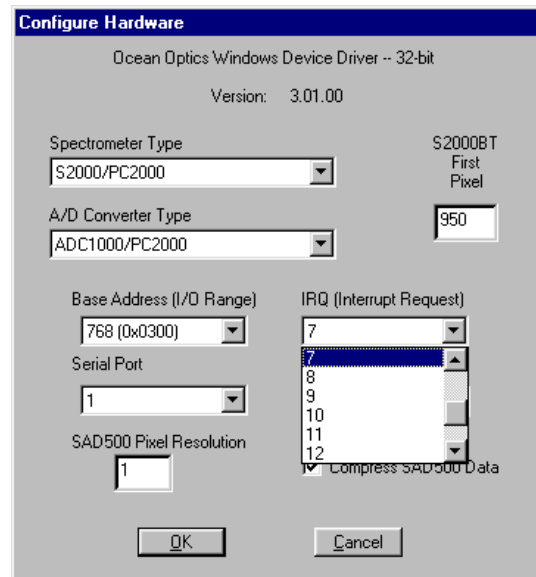 Configure Hardware
Ocean Optics Windows Device Driver -- 32-bit
Version: 3.01.00
Spectrometer Type
S2000/PC2000
S2000BT
First
Pixel
950
A/D Converter Type
ADC1000/PC2000
Base Address (I/O Range)
768 (0x0300)
IRQ (Interrupt Request)
7
7
8
9
10
11
12
Serial Port
1
SAD500 Pixel Resolution
1
Compress SAD500 Data
OK
Cancel